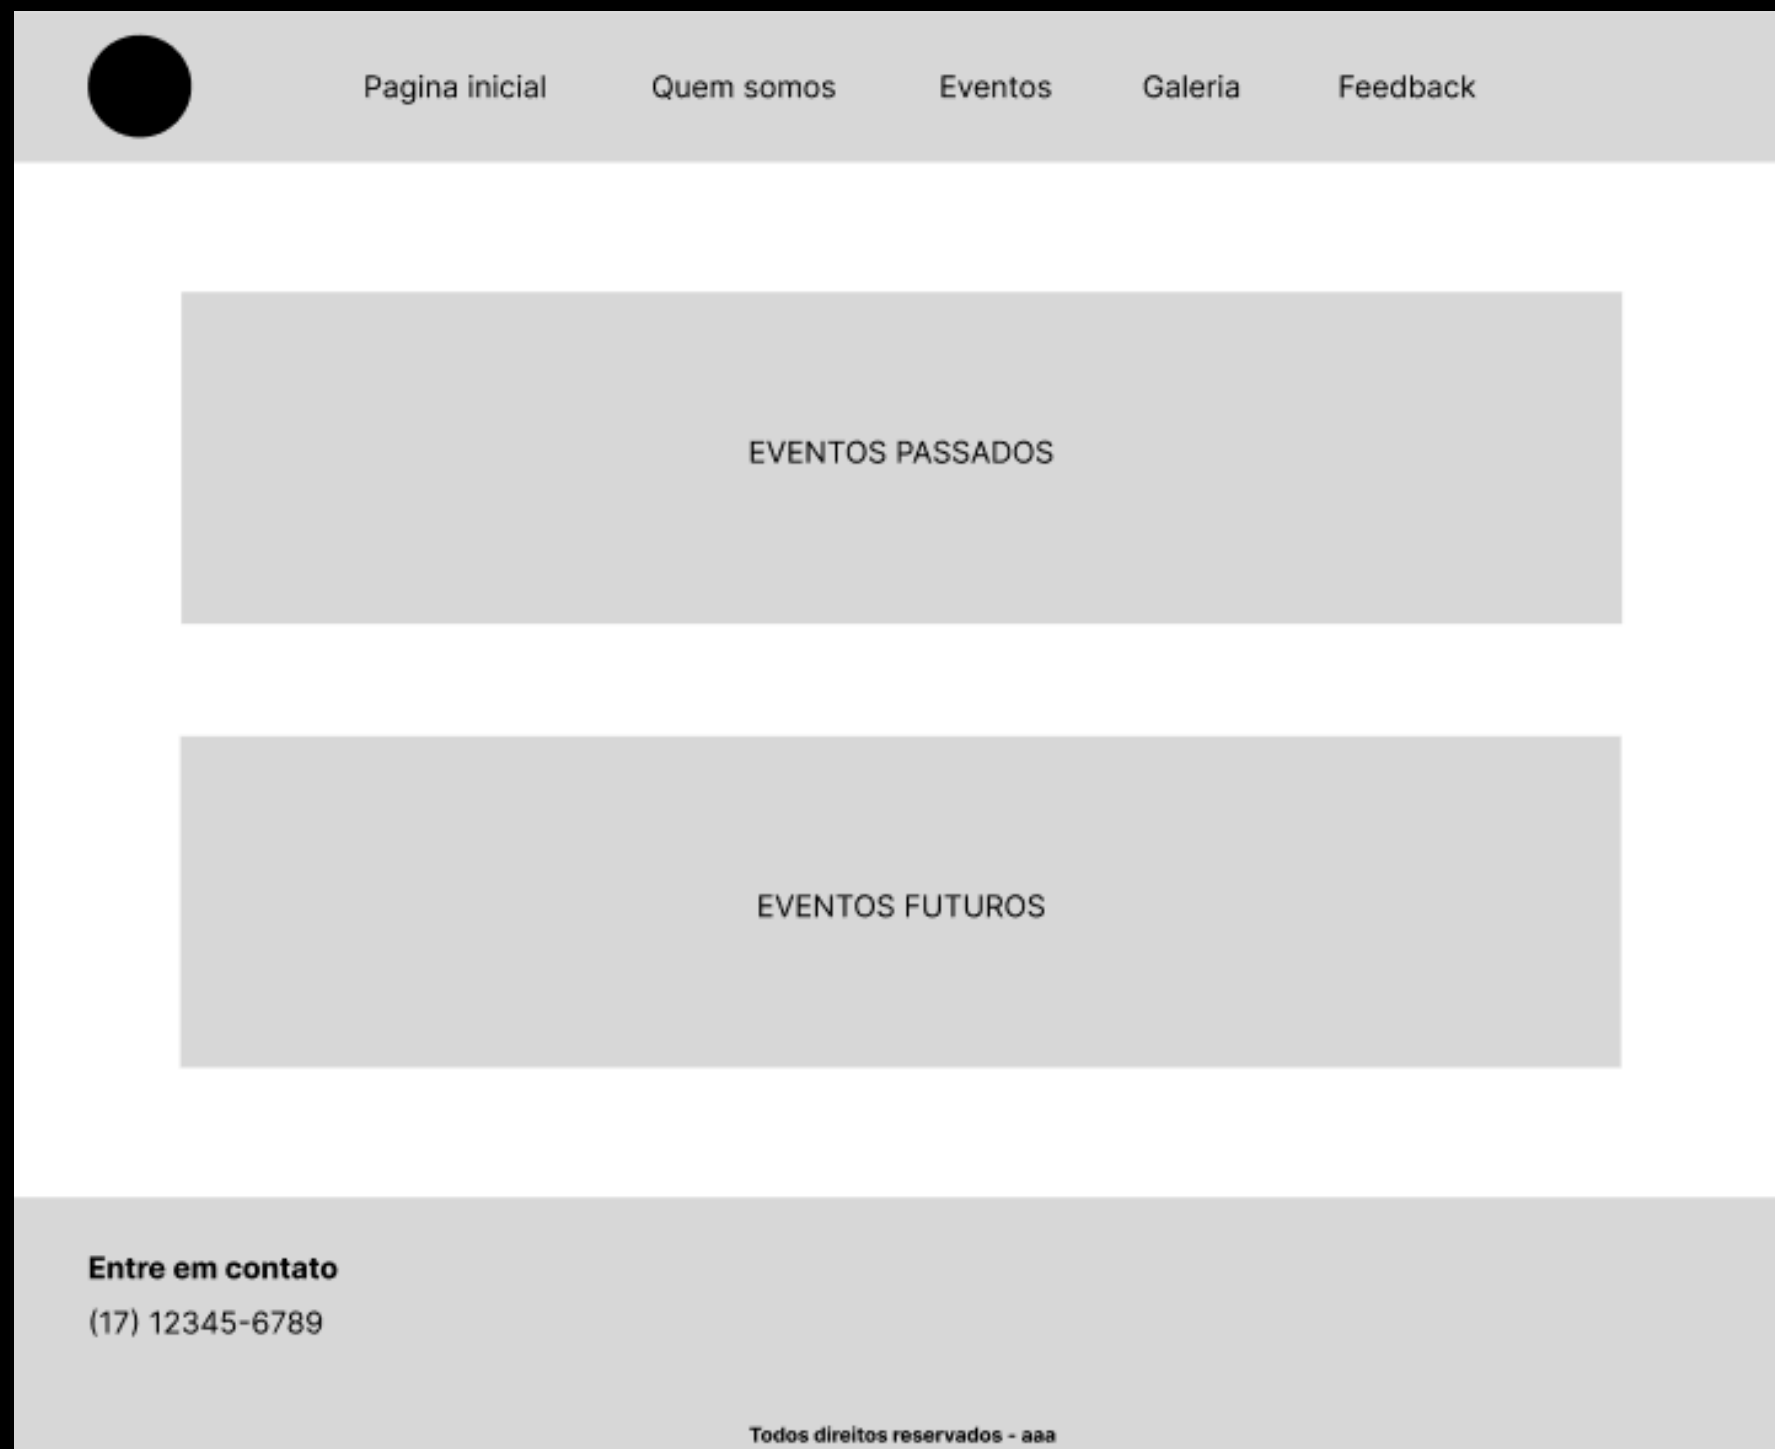 Pagina inicial Quem somos Eventos Galeria Feedback
EVENTOS PASSADOS
EVENTOS FUTUROS
Entre em contato
(17) 12345-6789
Todos direitos reservados - aaa